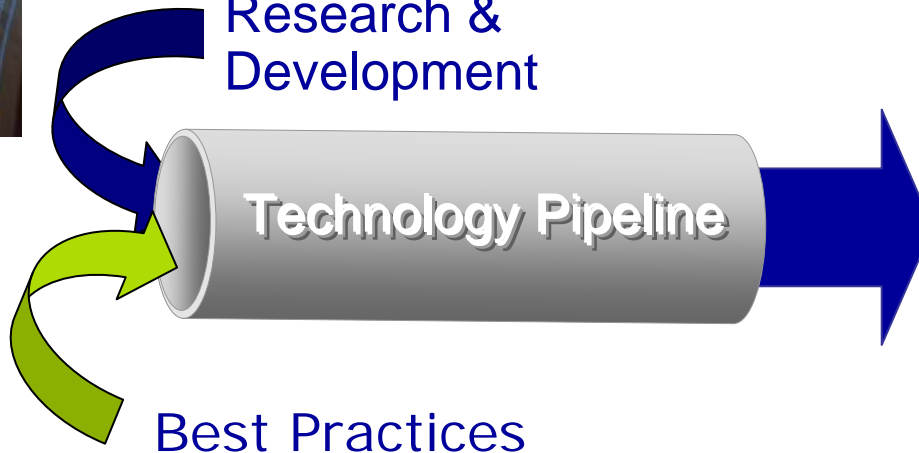 Research &
Development
Technology Pipeline
Best Practices